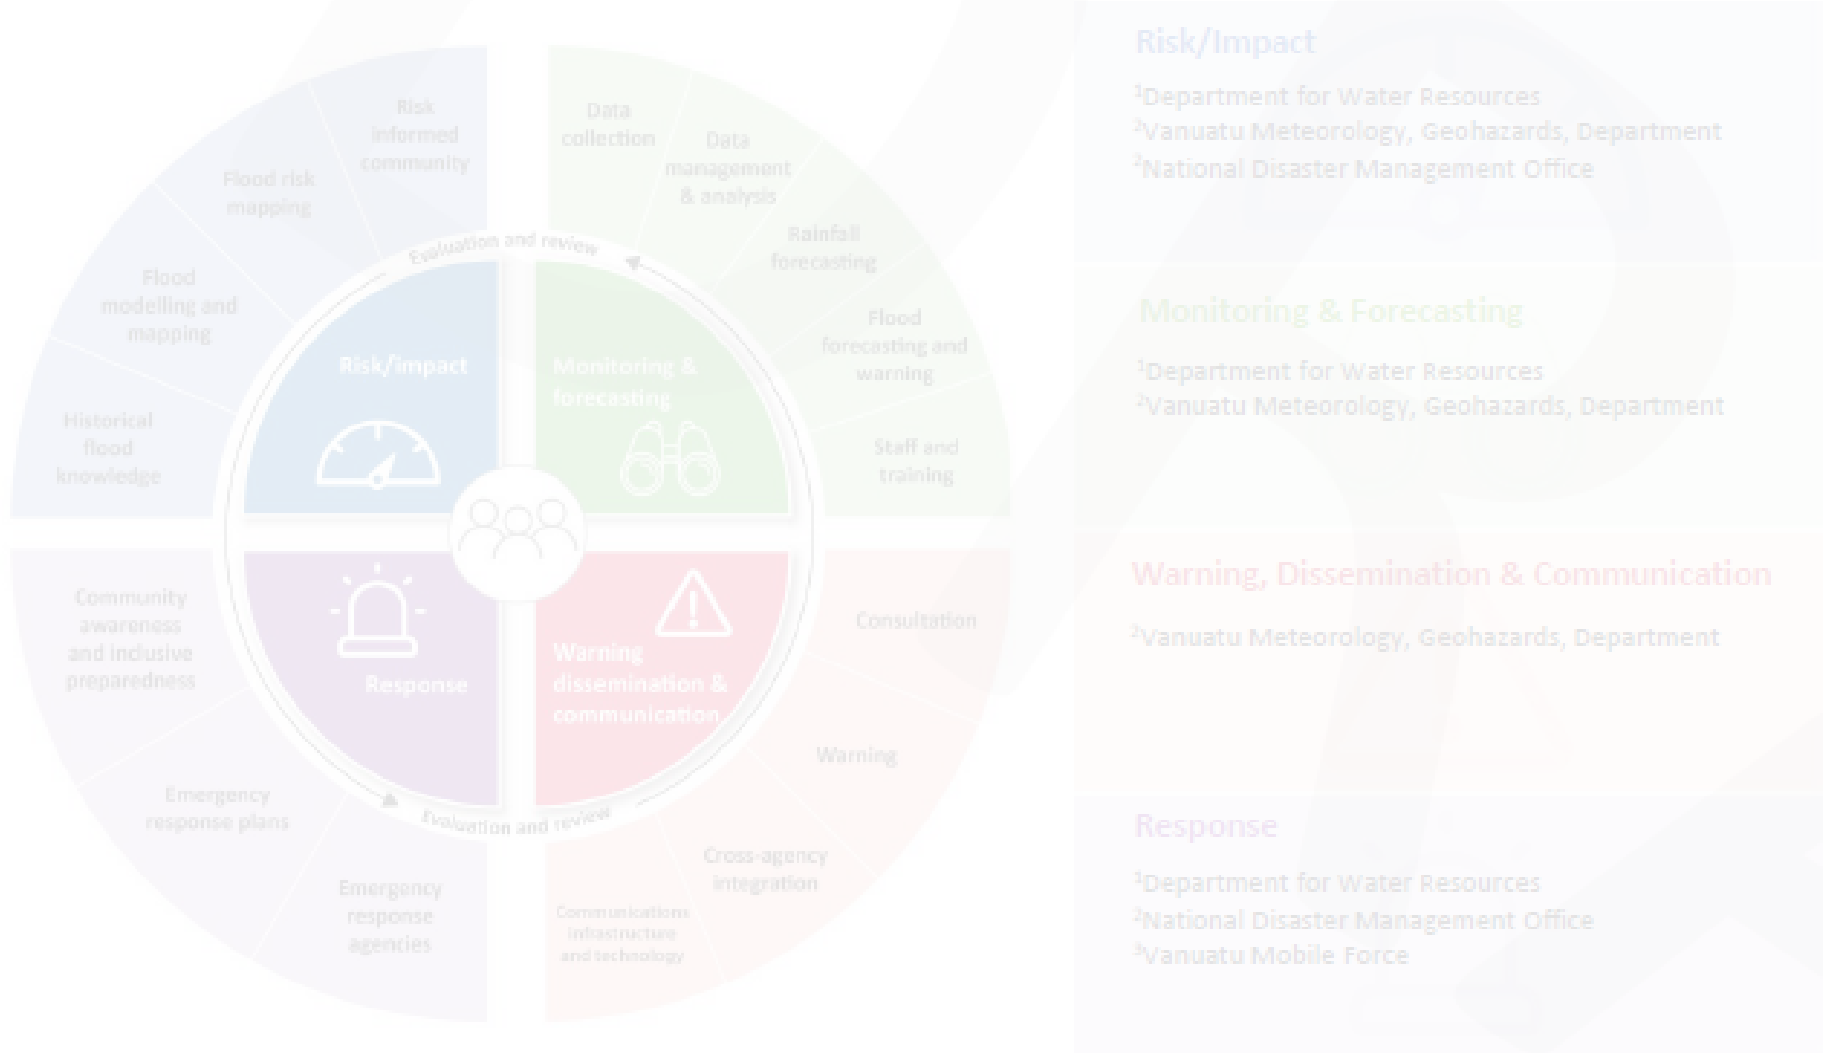 Risk
informed
community
Flood risk
mapping
Flood
modelling and
mapping
Historical
flood
knowledge
Data
collection
Data
management
& analysis
Rainfall
forecasting
Flood
forecasting and
warning
Staff and
training
Evaluation and review
Risk/Impact
Monitoring &
forecasting
Response
Warning
dissemination &
communication
Evaluation and review
Community
awareness
and inclusive
preparedness
Emergency
response plans
Emergency
response
agencies
Consultation
Warning
Cross-agency
integration
Communications
infrastructure
and technology
Risk/Impact
¹Department for Water Resources
²Vanuatu Meteorology, Geohazards, Department
²National Disaster Management Office
Monitoring & Forecasting
¹Department for Water Resources
²Vanuatu Meteorology, Geohazards, Department
Warning, Dissemination & Communication
²Vanuatu Meteorology, Geohazards, Department
Response
¹Department for Water Resources
²National Disaster Management Office
³Vanuatu Mobile Force